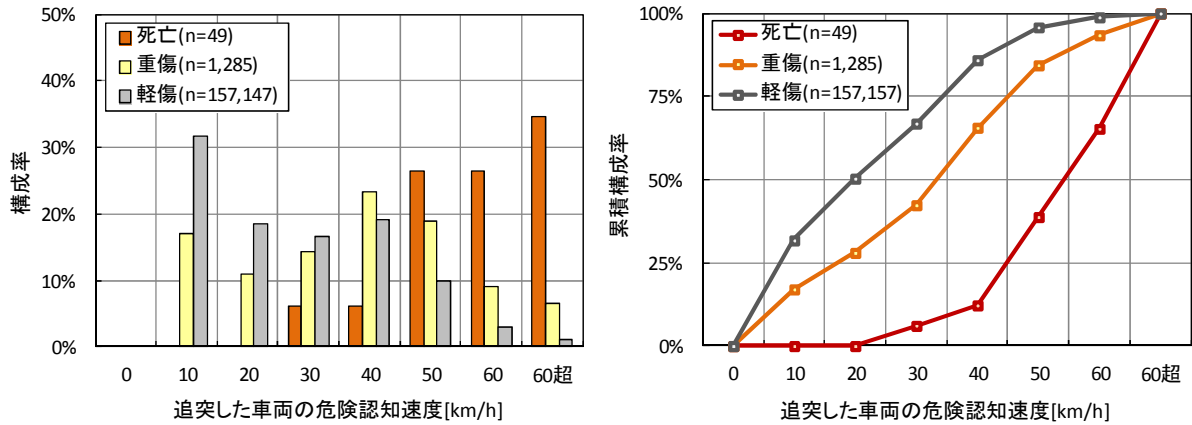 50%
40%
30%
20%
10%
0%
構成率
死亡(n=49)
重傷(n=1,285)
軽傷(n=157,147)
0 10 20 30 40 50 60 60超
追突した車両の危険認知速度[km/h]
100%
75%
50%
25%
0%
累積構成率
死亡(n=49)
重傷(n=1,285)
軽傷(n=157,157)
0 10 20 30 40 50 60 60超
追突した車両の危険認知速度[km/h]